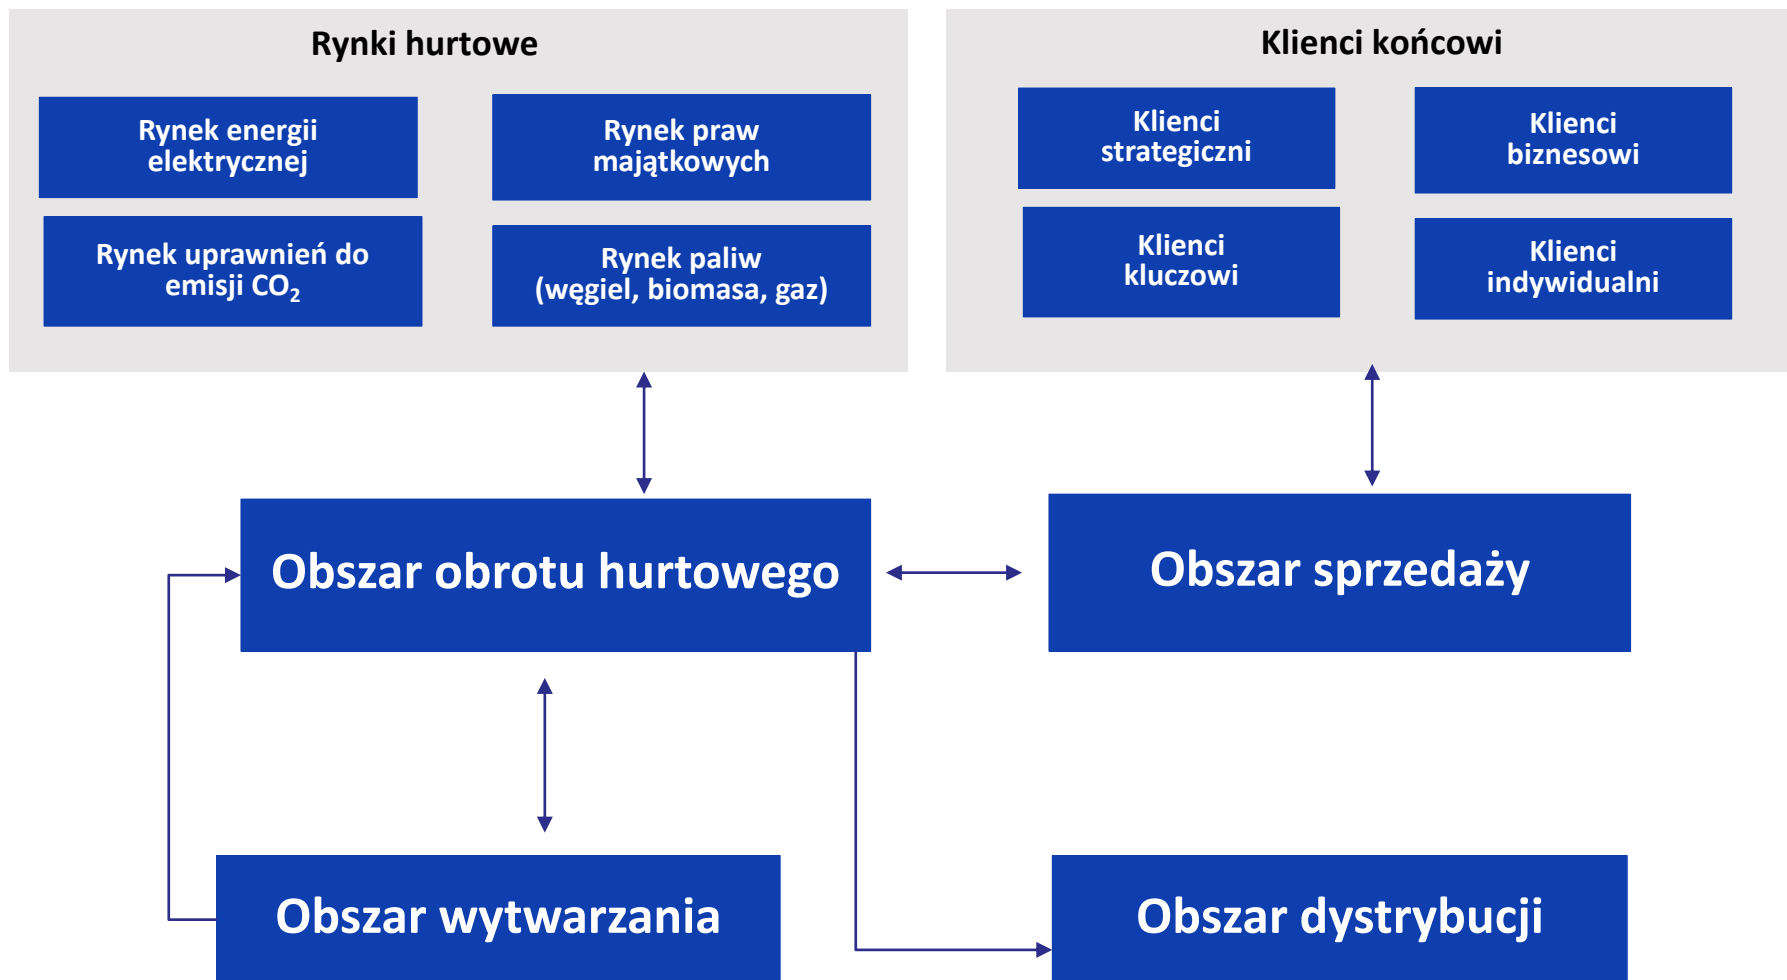 Rynki hurtowe
Rynek energii
elektrycznej
Rynek praw
majątkowych
Rynek uprawnień do
emisji CO₂
Rynek paliw
(węgiel, biomasa, gaz)
Klienci końcowi
Klienci
strategiczni
Klienci
biznesowi
Klienci
kluczowi
Klienci
indywidualni
Obszar obrotu hurtowego
Obszar sprzedaży
Obszar wytwarzania
Obszar dystrybucji